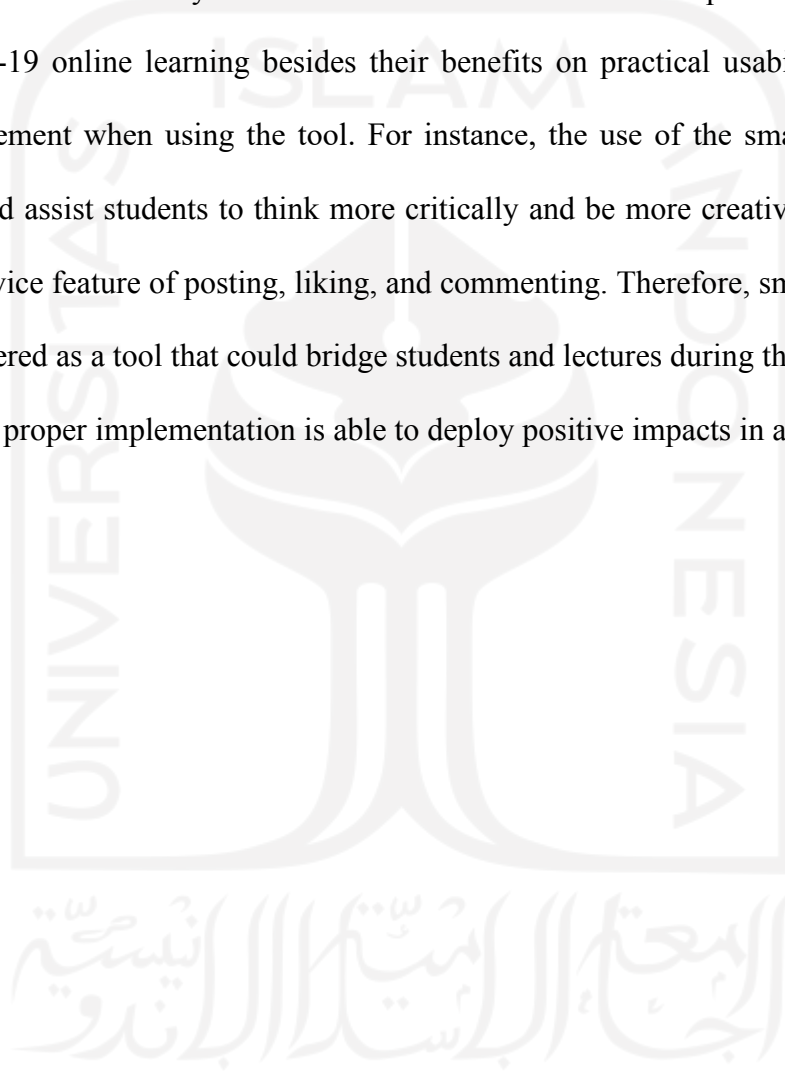 -19 online learning besides their benefits on practical usabi
ement when using the tool. For instance, the use of the sma
d assist students to think more critically and be more creativ
vice feature of posting, liking, and commenting. Therefore, sm
ered as a tool that could bridge students and lectures during th
proper implementation is able to deploy positive impacts in a
ISLAM
UNIVERSITAS
INDONESIA